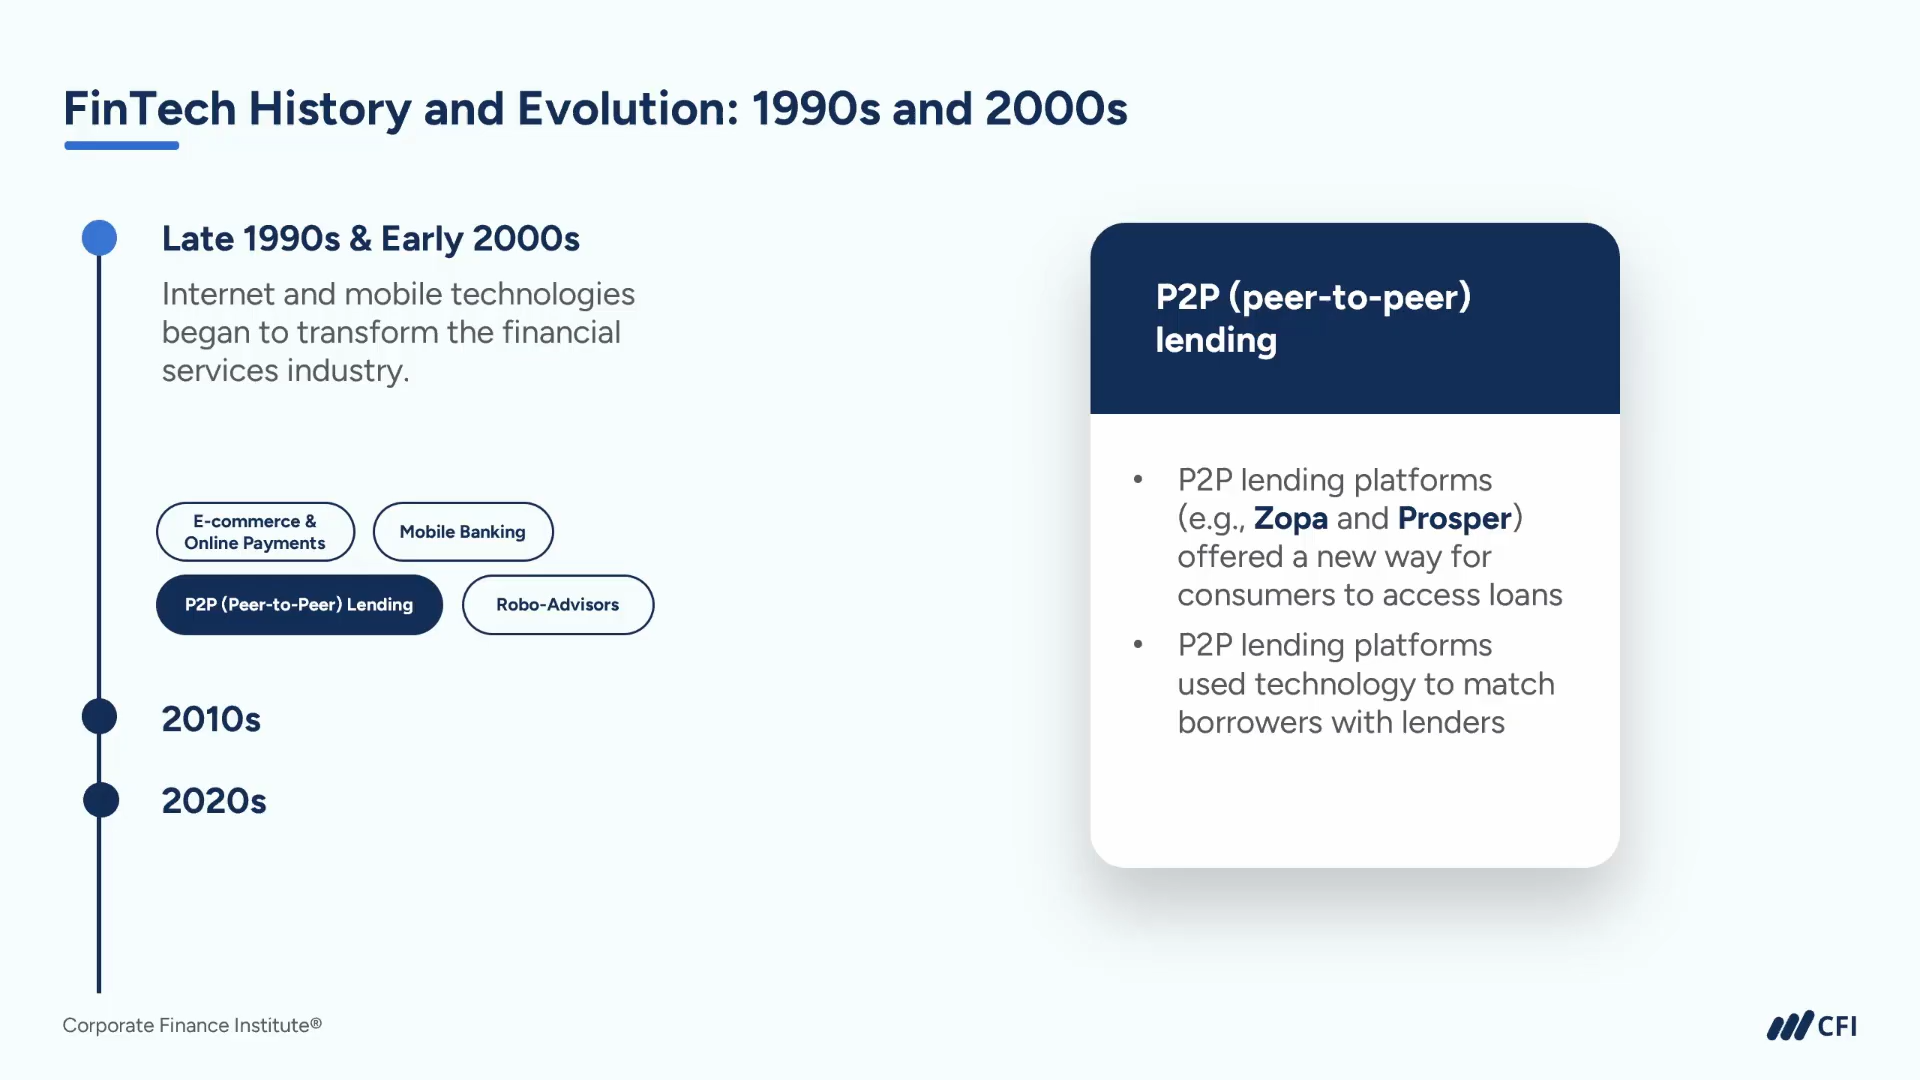 FinTech History and Evolution: 1990s and 2000s
Late 1990s & Early 2000s
Internet and mobile technologies
began to transform the financial
services industry.
E-commerce &
Online Payments
Mobile Banking
P2P (Peer-to-Peer) Lending
Robo-Advisors
2010s
2020s
P2P (peer-to-peer)
lending
• P2P lending platforms
(e.g., Zopa and Prosper)
offered a new way for
consumers to access loans
• P2P lending platforms
used technology to match
borrowers with lenders
Corporate Finance Institute®
CFI